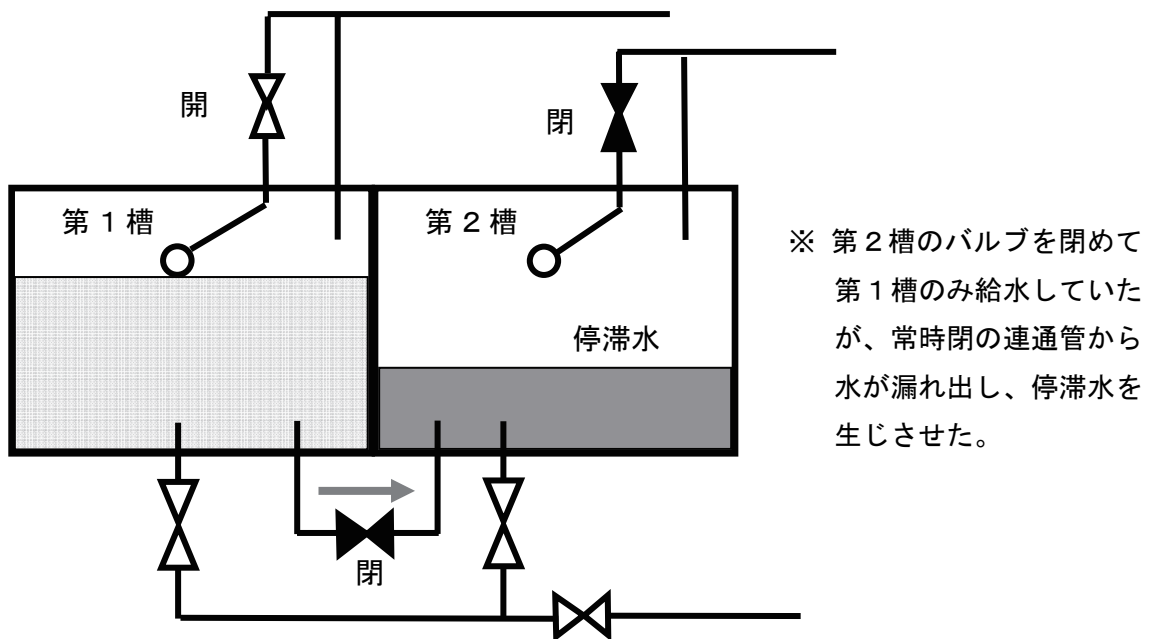 開
閉
第1槽
第2槽
停滞水
閉
※ 第2槽のバルブを閉めて
第1槽のみ給水していた
が、常時閉の連通管から
水が漏れ出し、停滞水を
生じさせた。